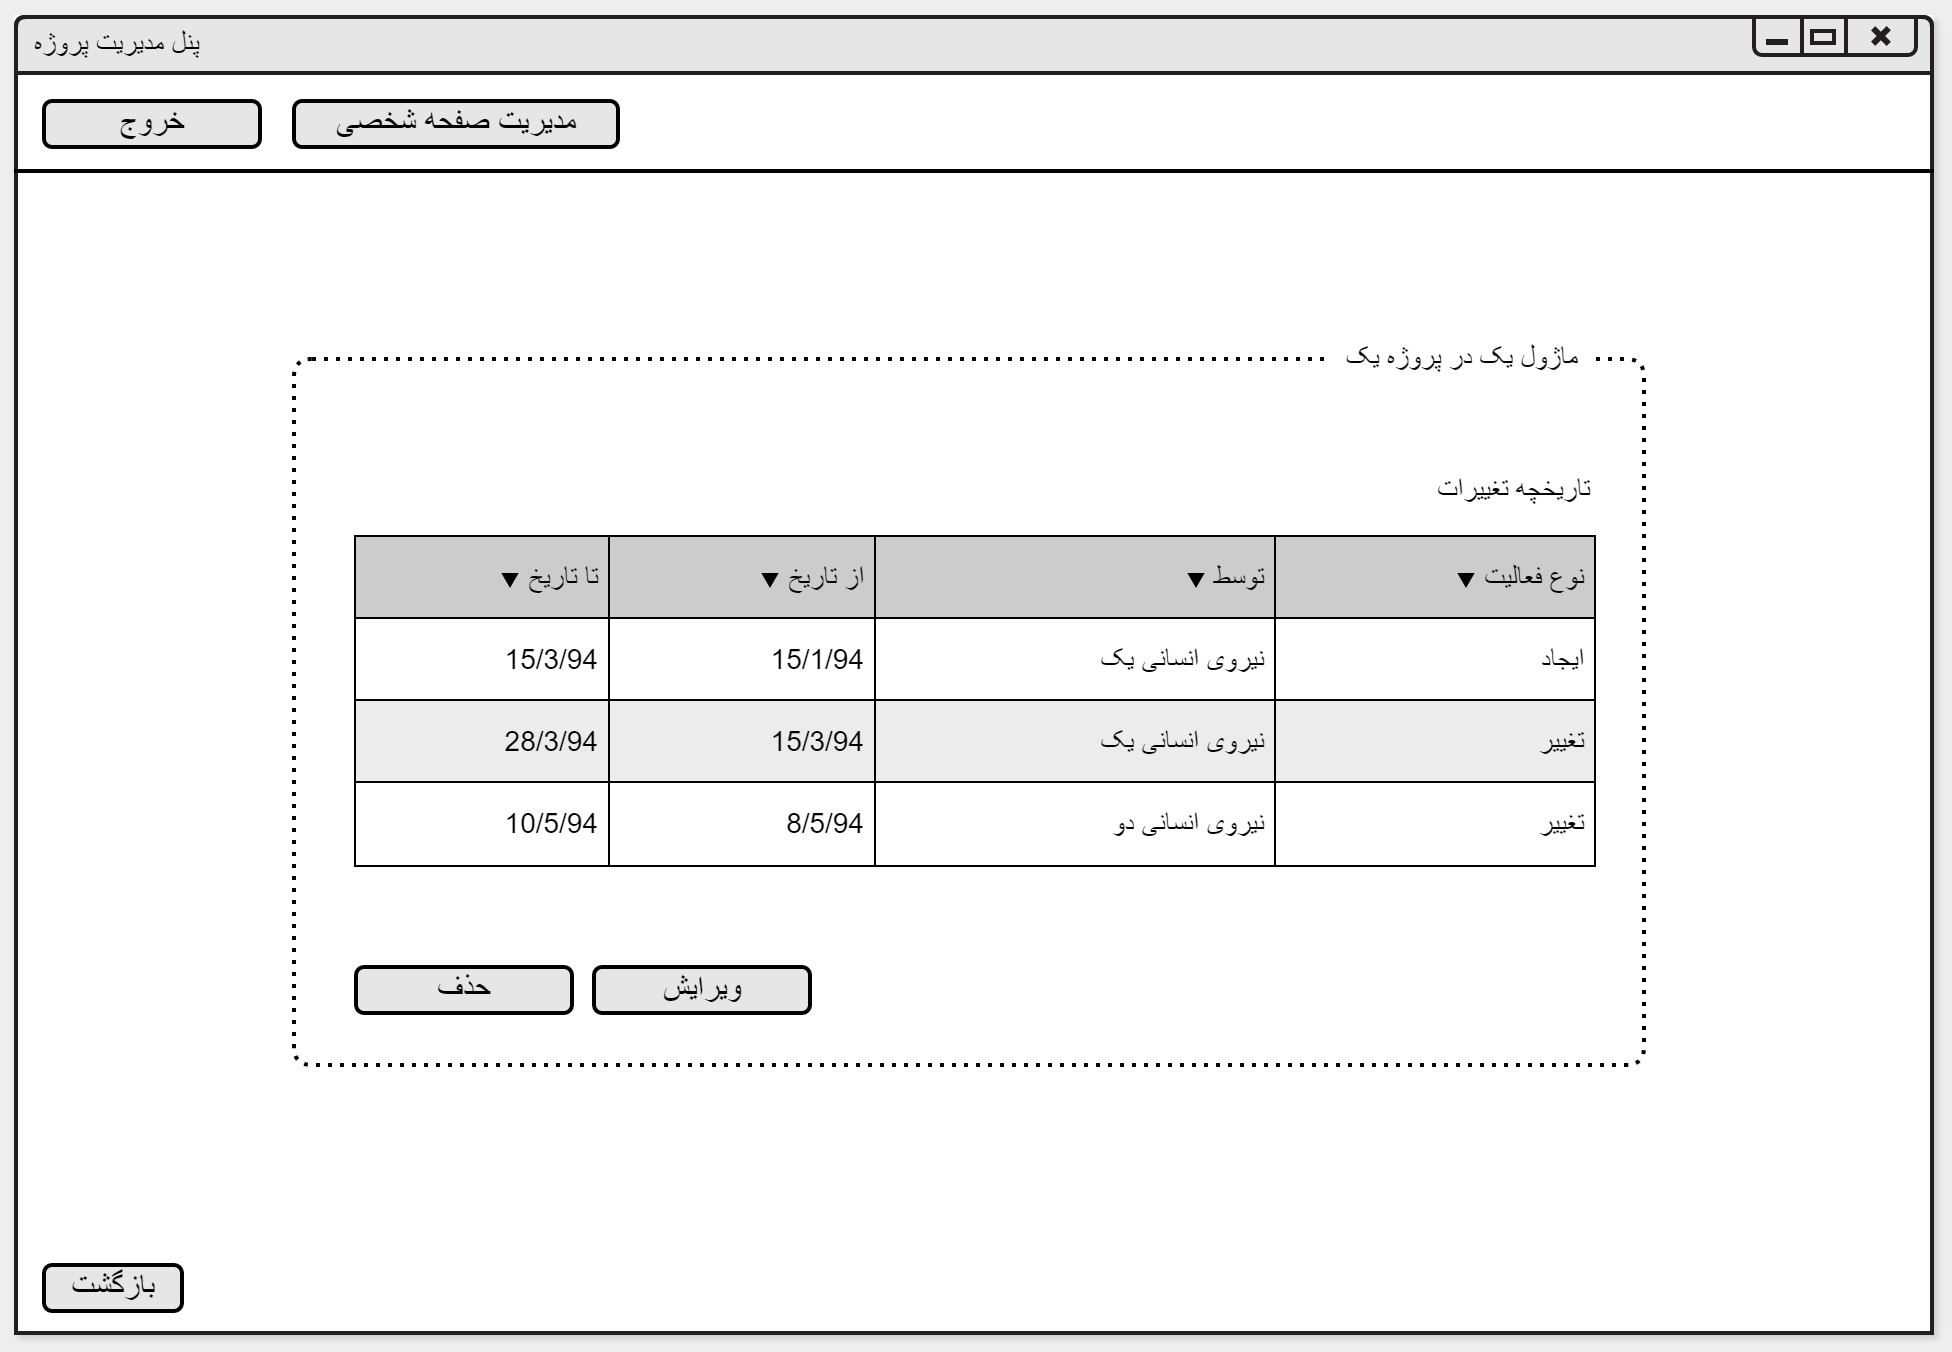 پنل مدیریت پروژه
مدیریت صفحه شخصی خروج
ماژول یک در پروژه یک
تاریخچه تغییرات
نوع فعالیت ▼ توسط ▼ از تاریخ ▼ تا تاریخ ▼
ایجاد نیروی انسانی یک 15/1/94 15/3/94
تغییر نیروی انسانی یک 15/3/94 28/3/94
تغییر نیروی انسانی دو 8/5/94 10/5/94
ویرایش حذف
بازگشت